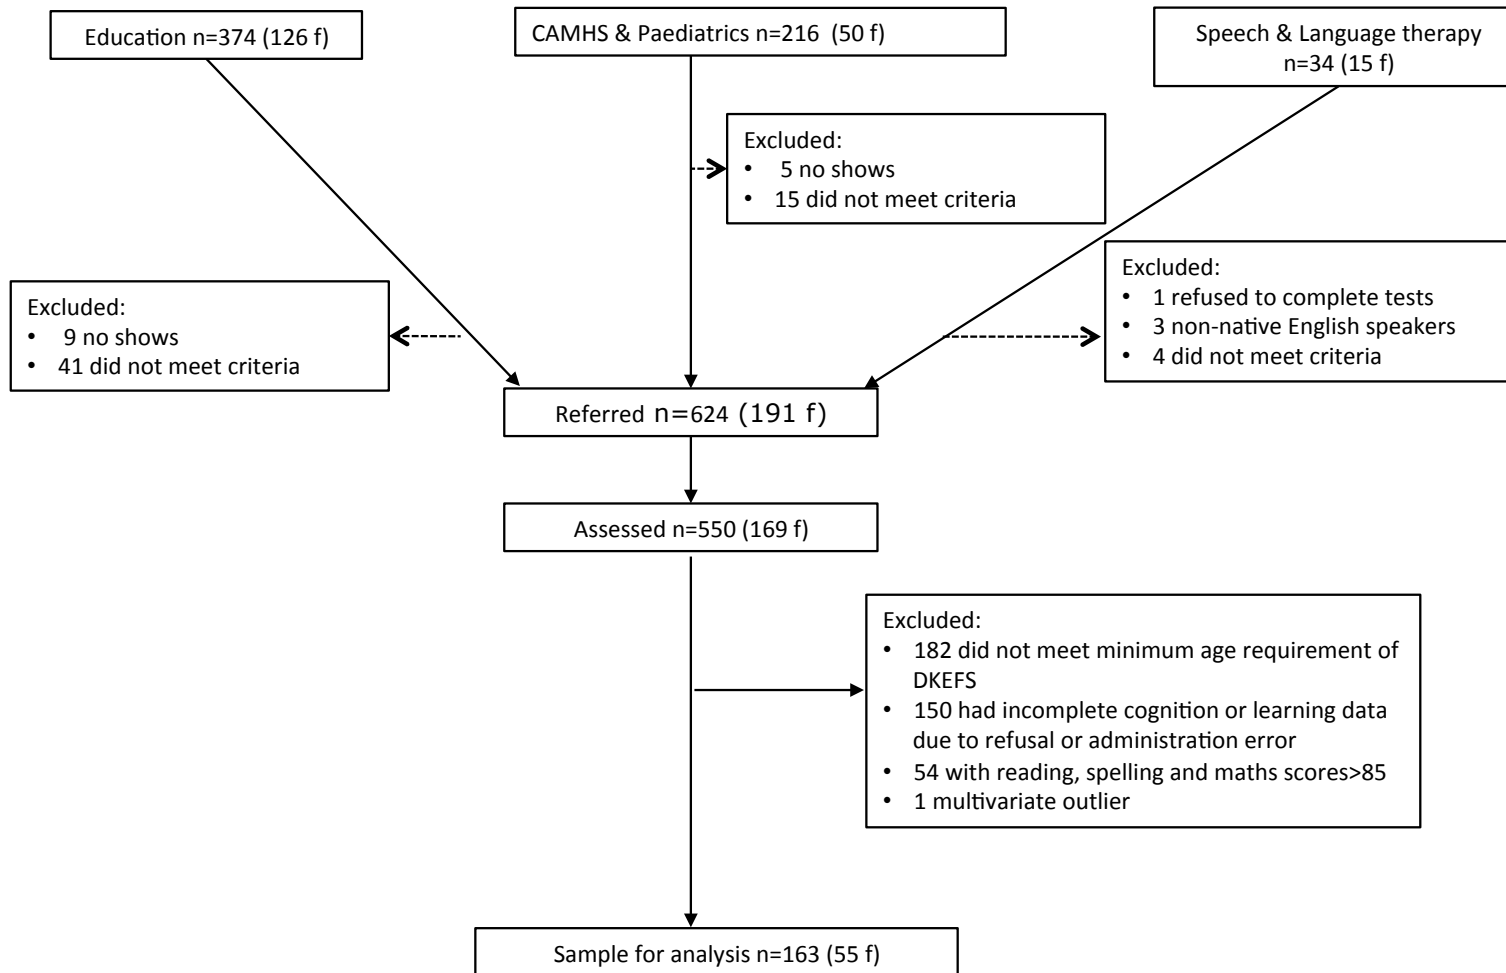 Education n=374 (126 f)
CAMHS & Paediatrics n=216 (50 f)
Speech & Language therapy
n=34 (15 f)
Excluded:
• 5 no shows
• 15 did not meet criteria
Excluded:
• 9 no shows
• 41 did not meet criteria
Excluded:
• 1 refused to complete tests
• 3 non-native English speakers
• 4 did not meet criteria
Referred n=624 (191 f)
Assessed n=550 (169 f)
Excluded:
• 182 did not meet minimum age requirement of
DKEFS
• 150 had incomplete cognition or learning data
due to refusal or administration error
• 54 with reading, spelling and maths scores>85
• 1 multivariate outlier
Sample for analysis n=163 (55 f)